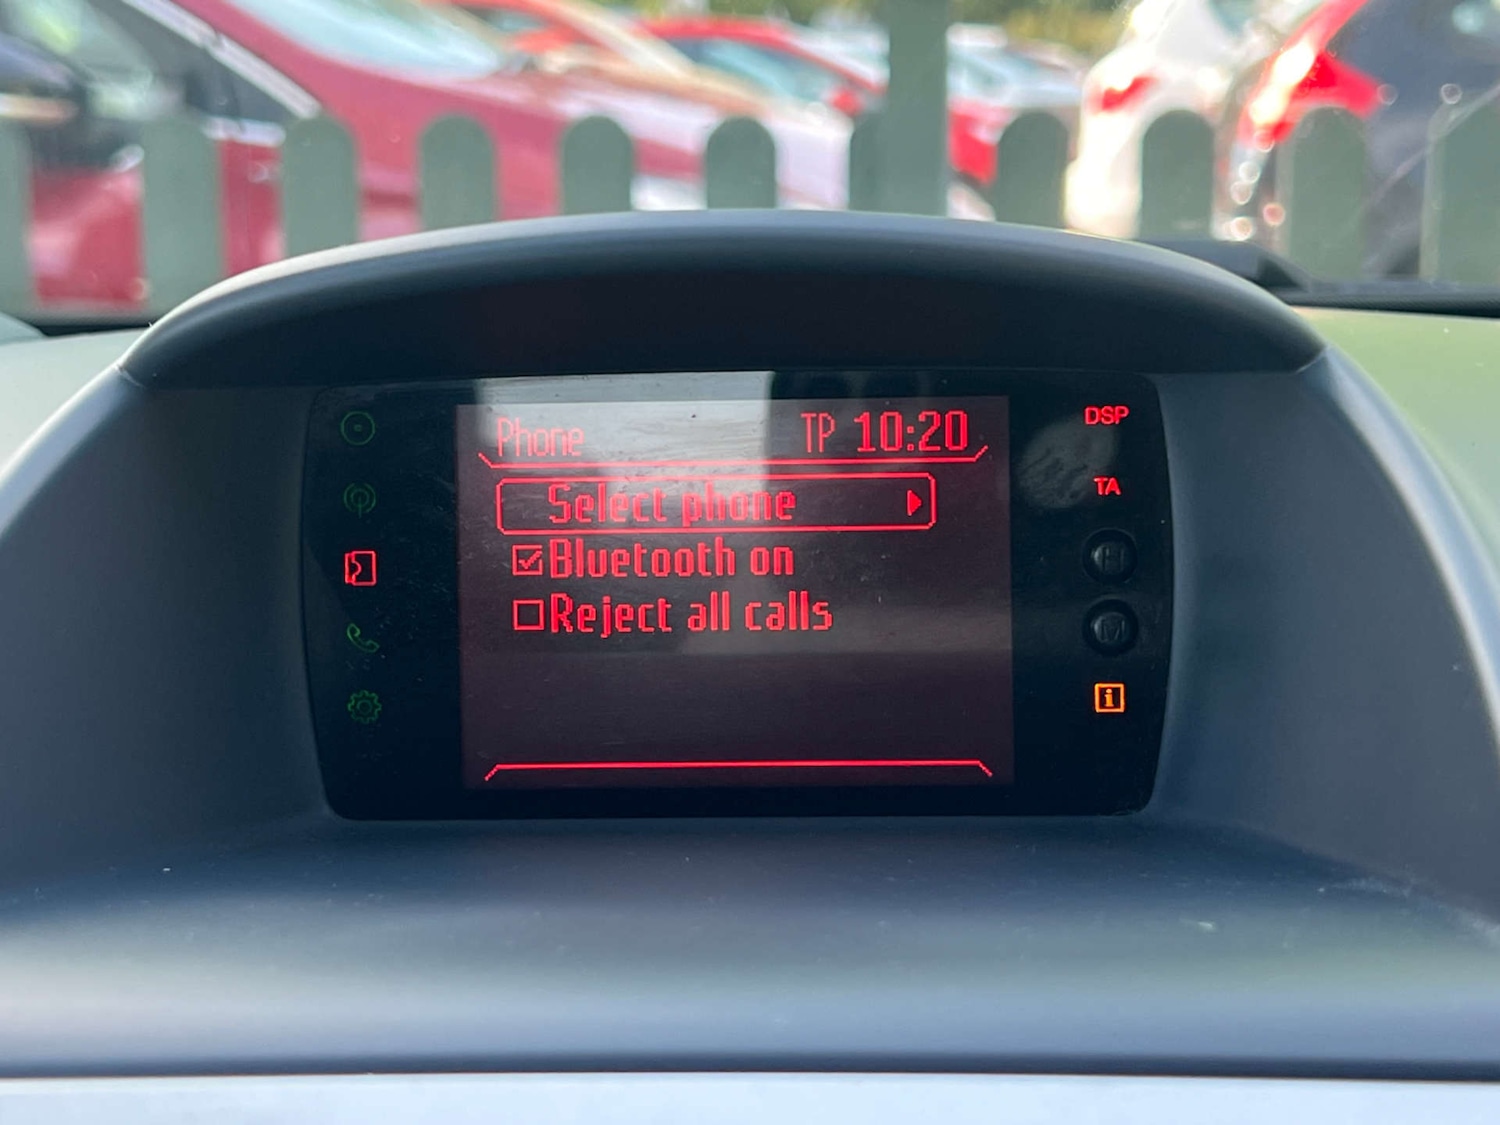 Phone TP 10:20
Select phone
Bluetooth on
Reject all calls
DSP
TA
H
M
i